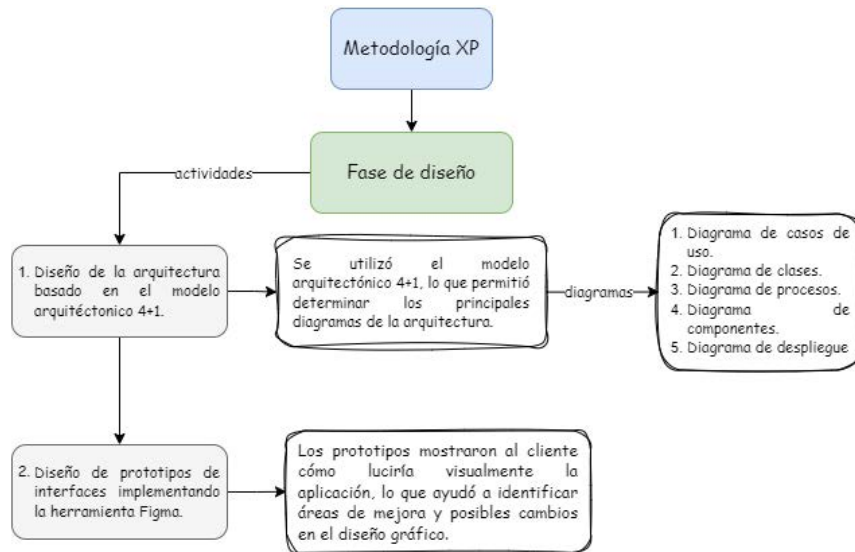 Metodología XP
Fase de diseño
actividades
1. Diseño de la arquitectura
basado en el modelo
arquitéctonico 4+1.
Se utilizó el modelo
arquitectónico 4+1, lo que permitió
determinar los principales
diagramas de la arquitectura.
diagramas
1. Diagrama de casos de
uso.
2. Diagrama de clases.
3. Diagrama de procesos.
4. Diagrama de
componentes.
5. Diagrama de despliegue
2. Diseño de prototipos de
interfaces implementando
la herramienta Figma.
Los prototipos mostraron al cliente
cómo luciría visualmente la
aplicación, lo que ayudó a identificar
áreas de mejora y posibles cambios
en el diseño gráfico.